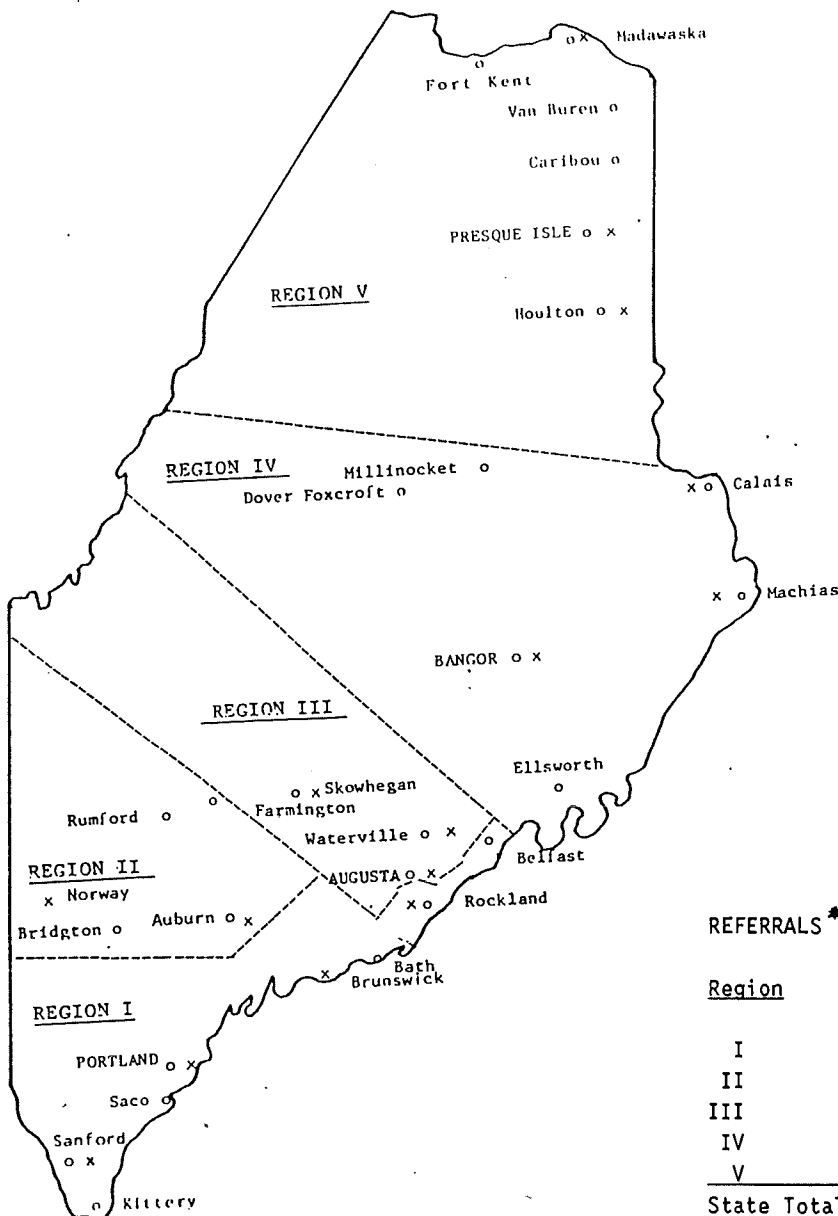 o x Madawaska
o
Fort Kent
Van Buren o
Caribou o
PRESQUE ISLE o x
REGION V
Houlton o x
REGION IV
Millinocket o
Dover Foxcroft o
x o Calais
x o Machias
BANGOR o x
REGION III
Ellsworth
o
o x Skowhegan
o Farmington
Rumford o
Waterville o x
o Belfast
REGION II
AUGUSTA o x
x Norway
x o Rockland
Auburn o x
Bridgton o
o Bath
x Brunswick
REGION I
PORTLAND o x
Saco o
Sanford
o x
o Kittery
REFERRALS *
Region
I
II
III
IV
V
State Total